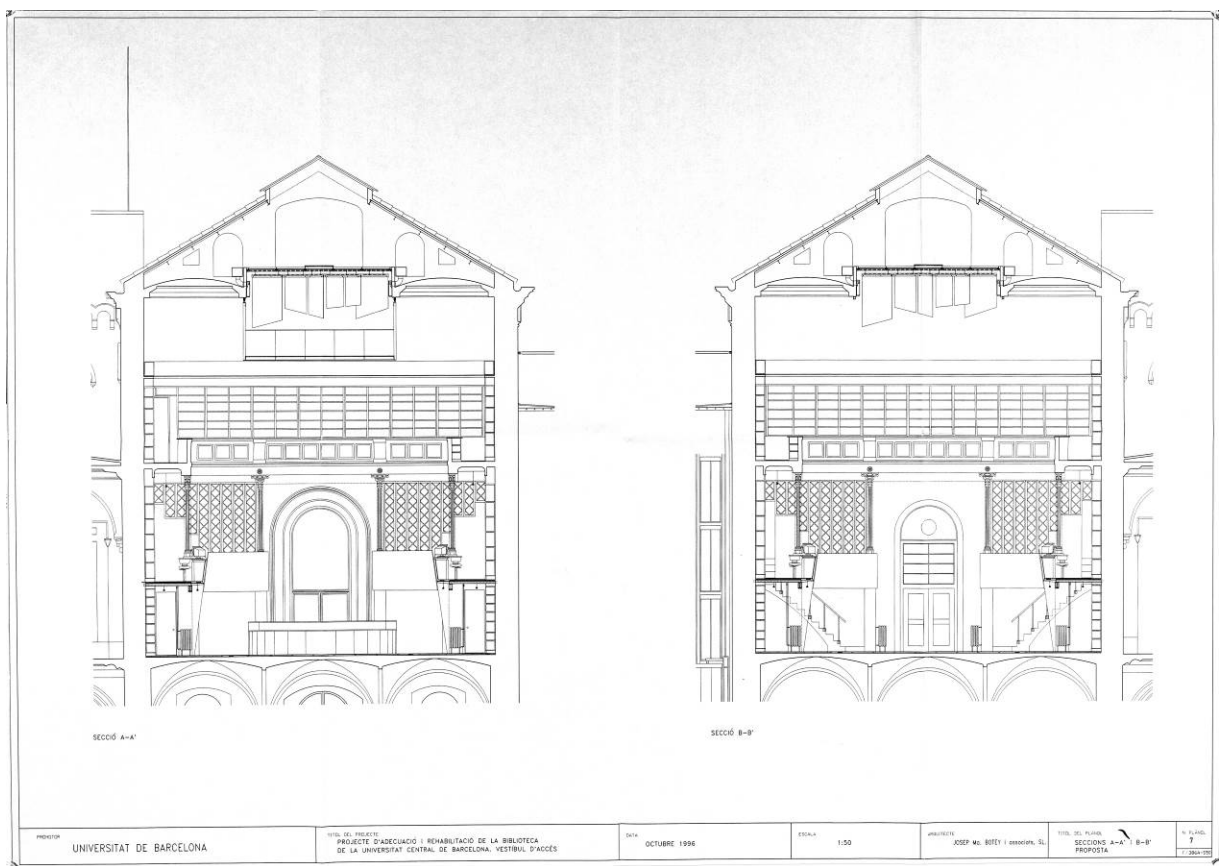 SECCIÓ A-A'
SECCIÓ B-B'
PROMOTOR
UNIVERSITAT DE BARCELONA
TITOL DEL PROJECTE
PROJECTE D'ADECUACIÓ I REHABILITACIÓ DE LA BIBLIOTECA
DE LA UNIVERSITAT CENTRAL DE BARCELONA. VESTÍBUL D'ACCÉS
DATA
OCTUBRE 1996
ESCALA
1:50
ARQUITECTE
JOSEP Ma. BOTEY i associats, SL.
TITOL DEL PLÀNOL
SECCIONS A-A' I B-B'
PROPOSTA
N. PLÀNOL
7